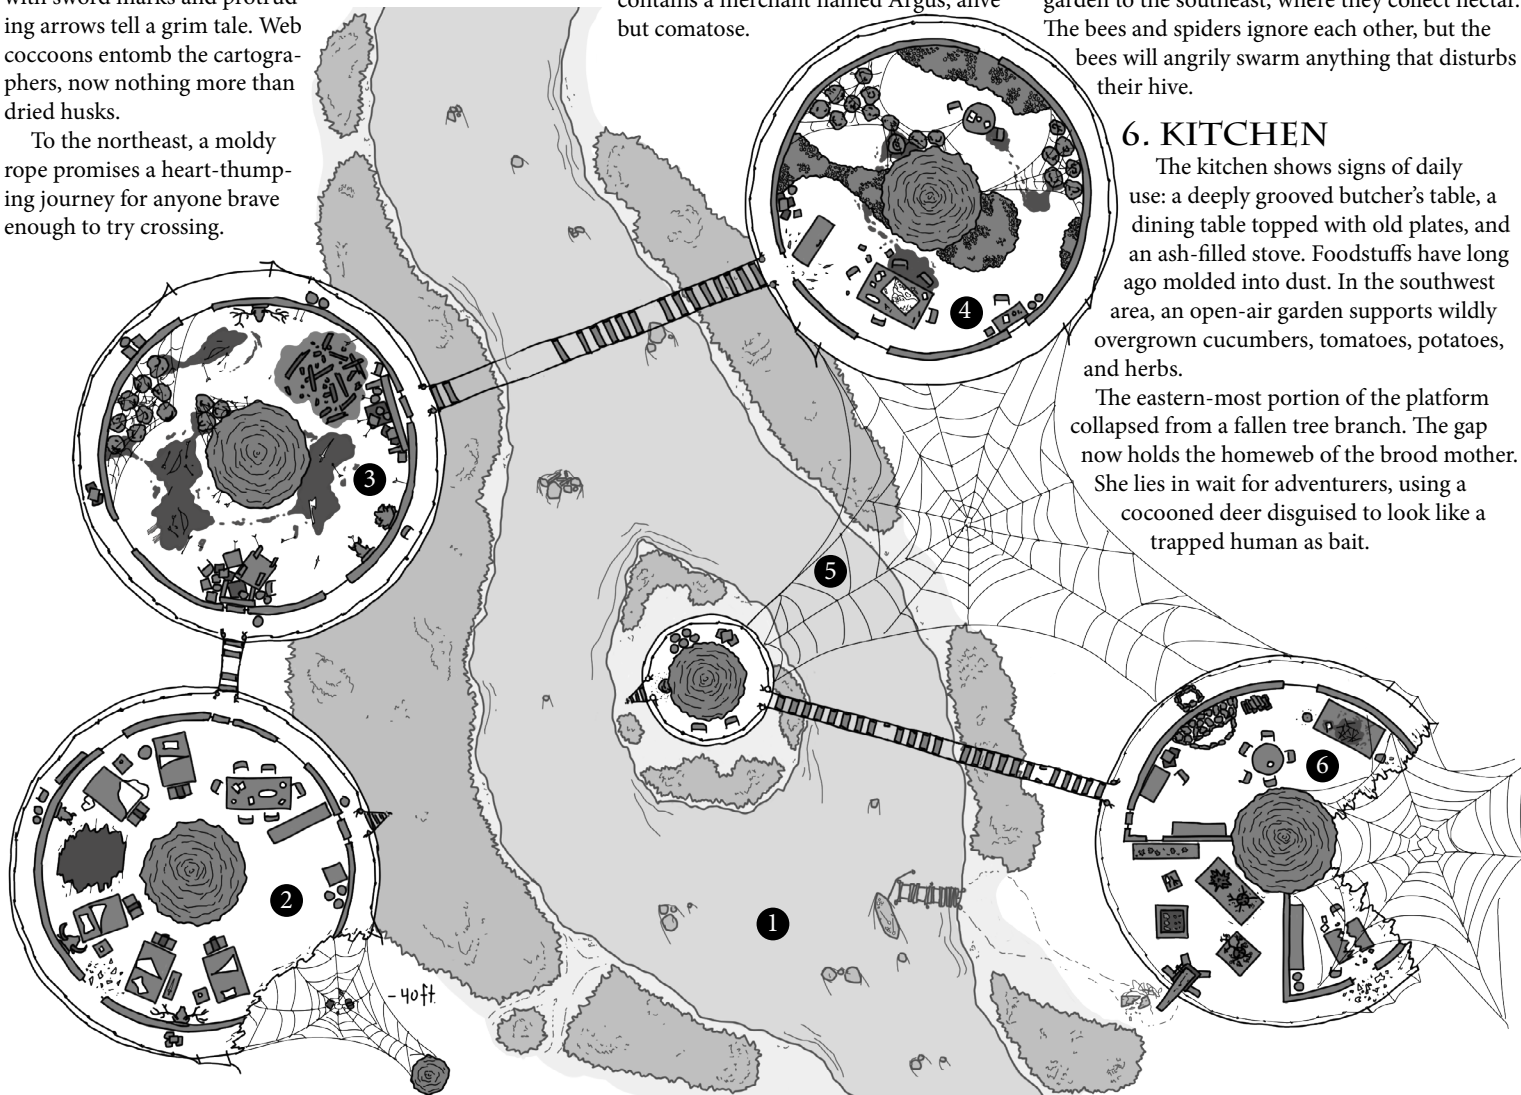 with sword marks and protrud-
ing arrows tell a grim tale. Web
coccoons entomb the cartogra-
phers, now nothing more than
dried husks.
To the northeast, a moldy
rope promises a heart-thump-
ing journey for anyone brave
enough to try crossing.
contains a merchant named Argus, alive
but comatose.
garden to the southeast, where they collect nectar.
The bees and spiders ignore each other, but the
bees will angrily swarm anything that disturbs
their hive.
6. KITCHEN
The kitchen shows signs of daily
use: a deeply grooved butcher's table, a
dining table topped with old plates, and
an ash-filled stove. Foodstuffs have long
ago molded into dust. In the southwest
area, an open-air garden supports wildly
overgrown cucumbers, tomatoes, potatoes,
and herbs.
The eastern-most portion of the platform
collapsed from a fallen tree branch. The gap
now holds the homeweb of the brood mother.
She lies in wait for adventurers, using a
cocooned deer disguised to look like a
trapped human as bait.
4
3
5
6
2
1
-40ft.